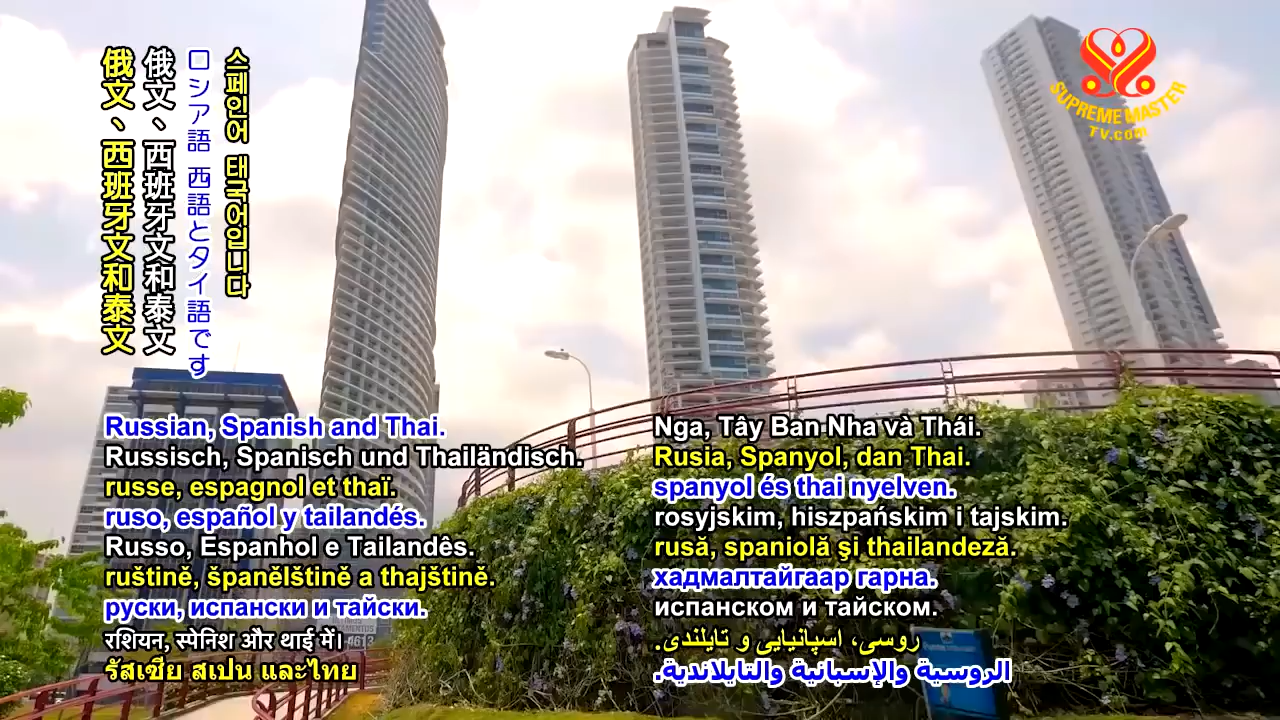 俄文、西班牙文和泰文
俄文、西班牙文和泰文
ロシア語 西語とタイ語です
스페인어 태국어입니다
SUPREME MASTER
TV.com
Russian, Spanish and Thai.
Russisch, Spanisch und Thailändisch.
russe, espagnol et thaï.
ruso, español y tailandés.
Russo, Espanhol e Tailandês.
ruštině, španělštině a thajštině.
руски, испански и тайски.
रशियन, स्पेनिश और थाई में।
รัสเซีย สเปน และไทย
Nga, Tây Ban Nha và Thái.
Rusia, Spanyol, dan Thai.
spanyol és thai nyelven.
rosyjskim, hiszpańskim i tajskim.
rusă, spaniolă şi thailandeză.
хадмалтайгаар гарна.
испанском и тайском.
روسی، اسپانیایی و تایلندی.
الروسية والإسبانية والتايلاندية.
4613